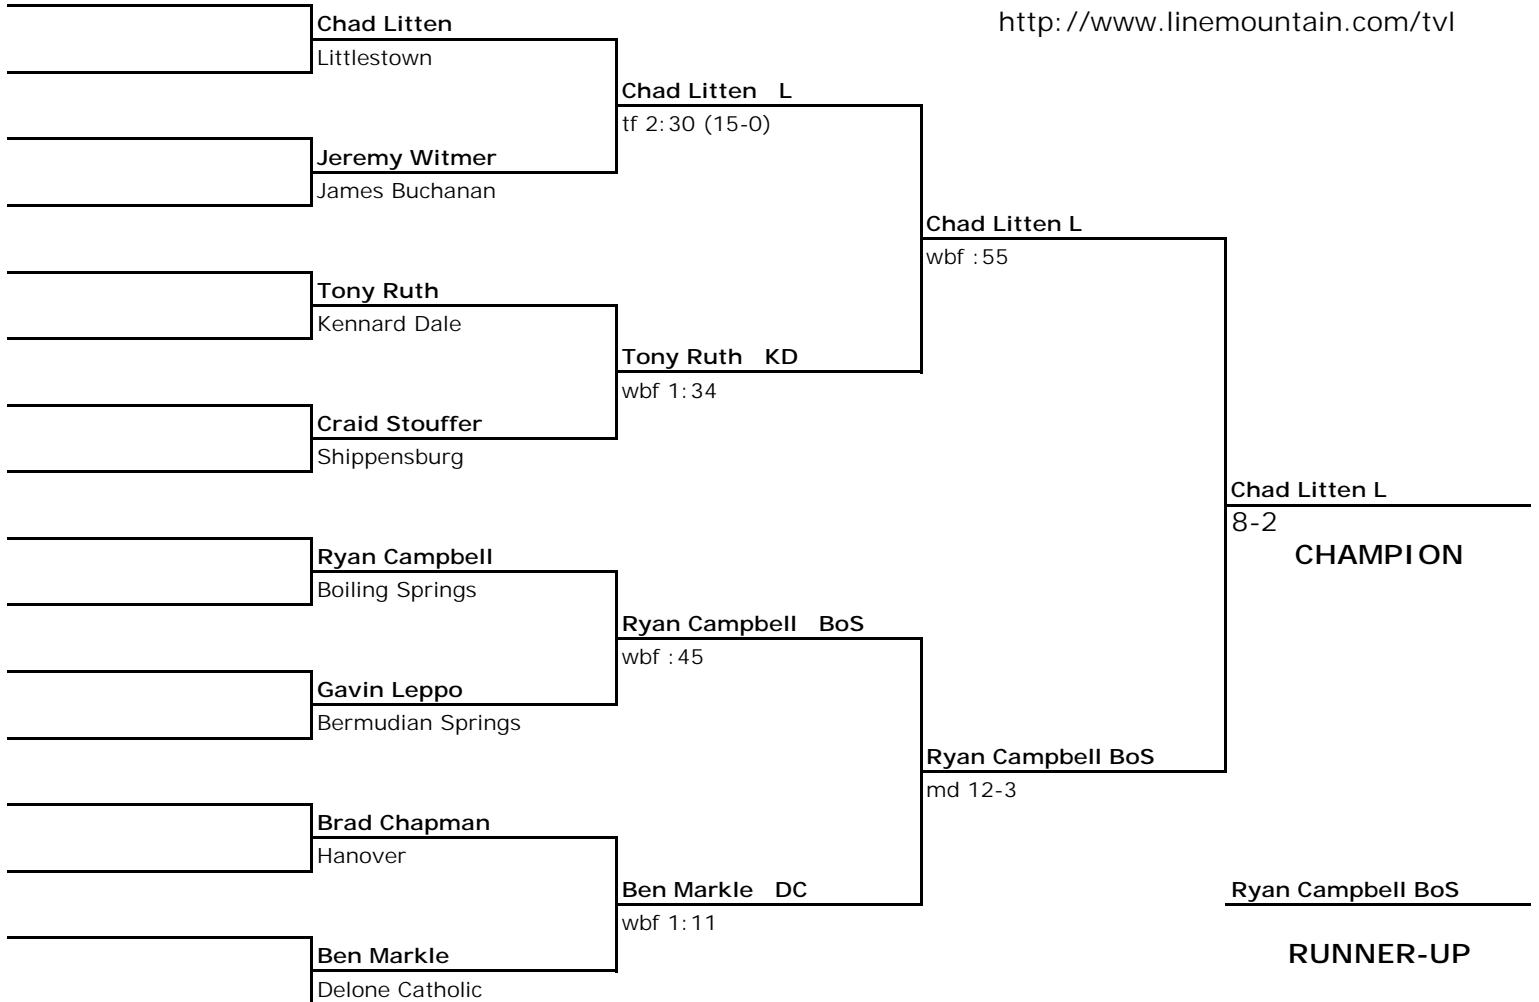 Chad Litten
http://www.linemountain.com/tvl
Littlestown
Chad Litten L
tf 2:30 (15-0)
Jeremy Witmer
James Buchanan
Chad Litten L
wbf :55
Tony Ruth
Kennard Dale
Tony Ruth KD
wbf 1:34
Craid Stouffer
Shippensburg
Chad Litten L
8-2
CHAMPION
Ryan Campbell
Boiling Springs
Ryan Campbell BoS
wbf :45
Gavin Leppo
Bermudian Springs
Ryan Campbell BoS
md 12-3
Brad Chapman
Hanover
Ben Markle DC
wbf 1:11
Ryan Campbell BoS
RUNNER-UP
Ben Markle
Delone Catholic